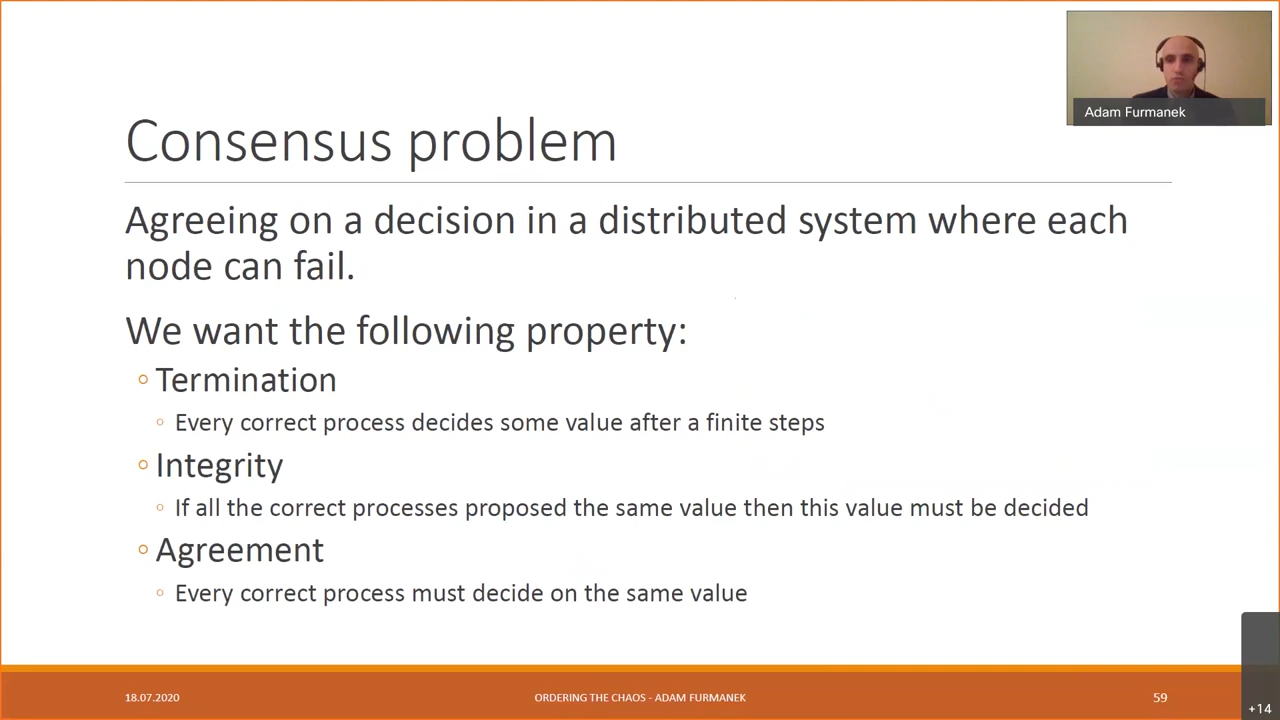 Adam Furmanek
Consensus problem
Agreeing on a decision in a distributed system where each
node can fail.
We want the following property:
Termination
Every correct process decides some value after a finite steps
Integrity
If all the correct processes proposed the same value then this value must be decided
Agreement
Every correct process must decide on the same value
18.07.2020
ORDERING THE CHAOS - ADAM FURMANEK
59
+14